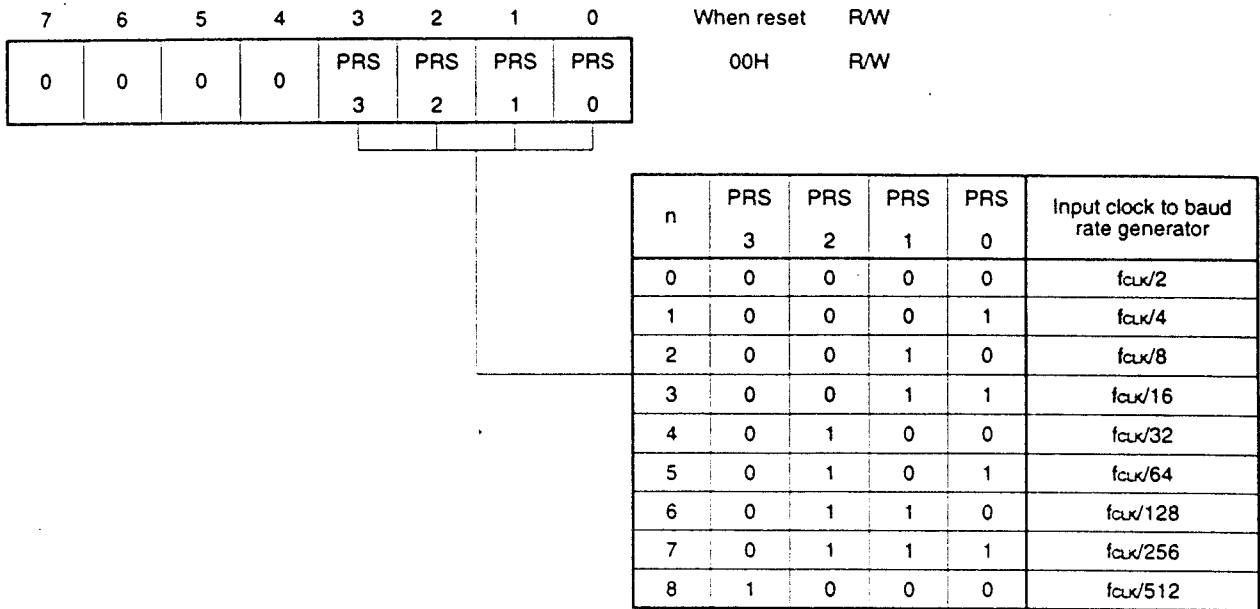 7 6 5 4 3 2 1 0 When reset R/W
0 0 0 0 PRS 3 PRS 2 PRS 1 PRS 0 00H R/W
n PRS 3 PRS 2 PRS 1 PRS 0 Input clock to baud rate generator
0 0 0 0 0 fCLK/2
1 0 0 0 1 fCLK/4
2 0 0 1 0 fCLK/8
3 0 0 1 1 fCLK/16
4 0 1 0 0 fCLK/32
5 0 1 0 1 fCLK/64
6 0 1 1 0 fCLK/128
7 0 1 1 1 fCLK/256
8 1 0 0 0 fCLK/512